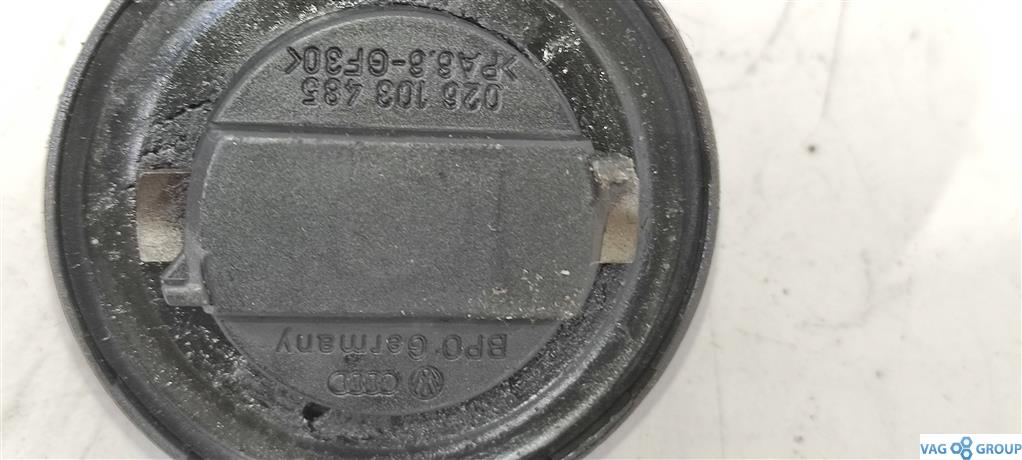 >PA6.6-GF30<
026 103 485
BPO Germany
VAG GROUP